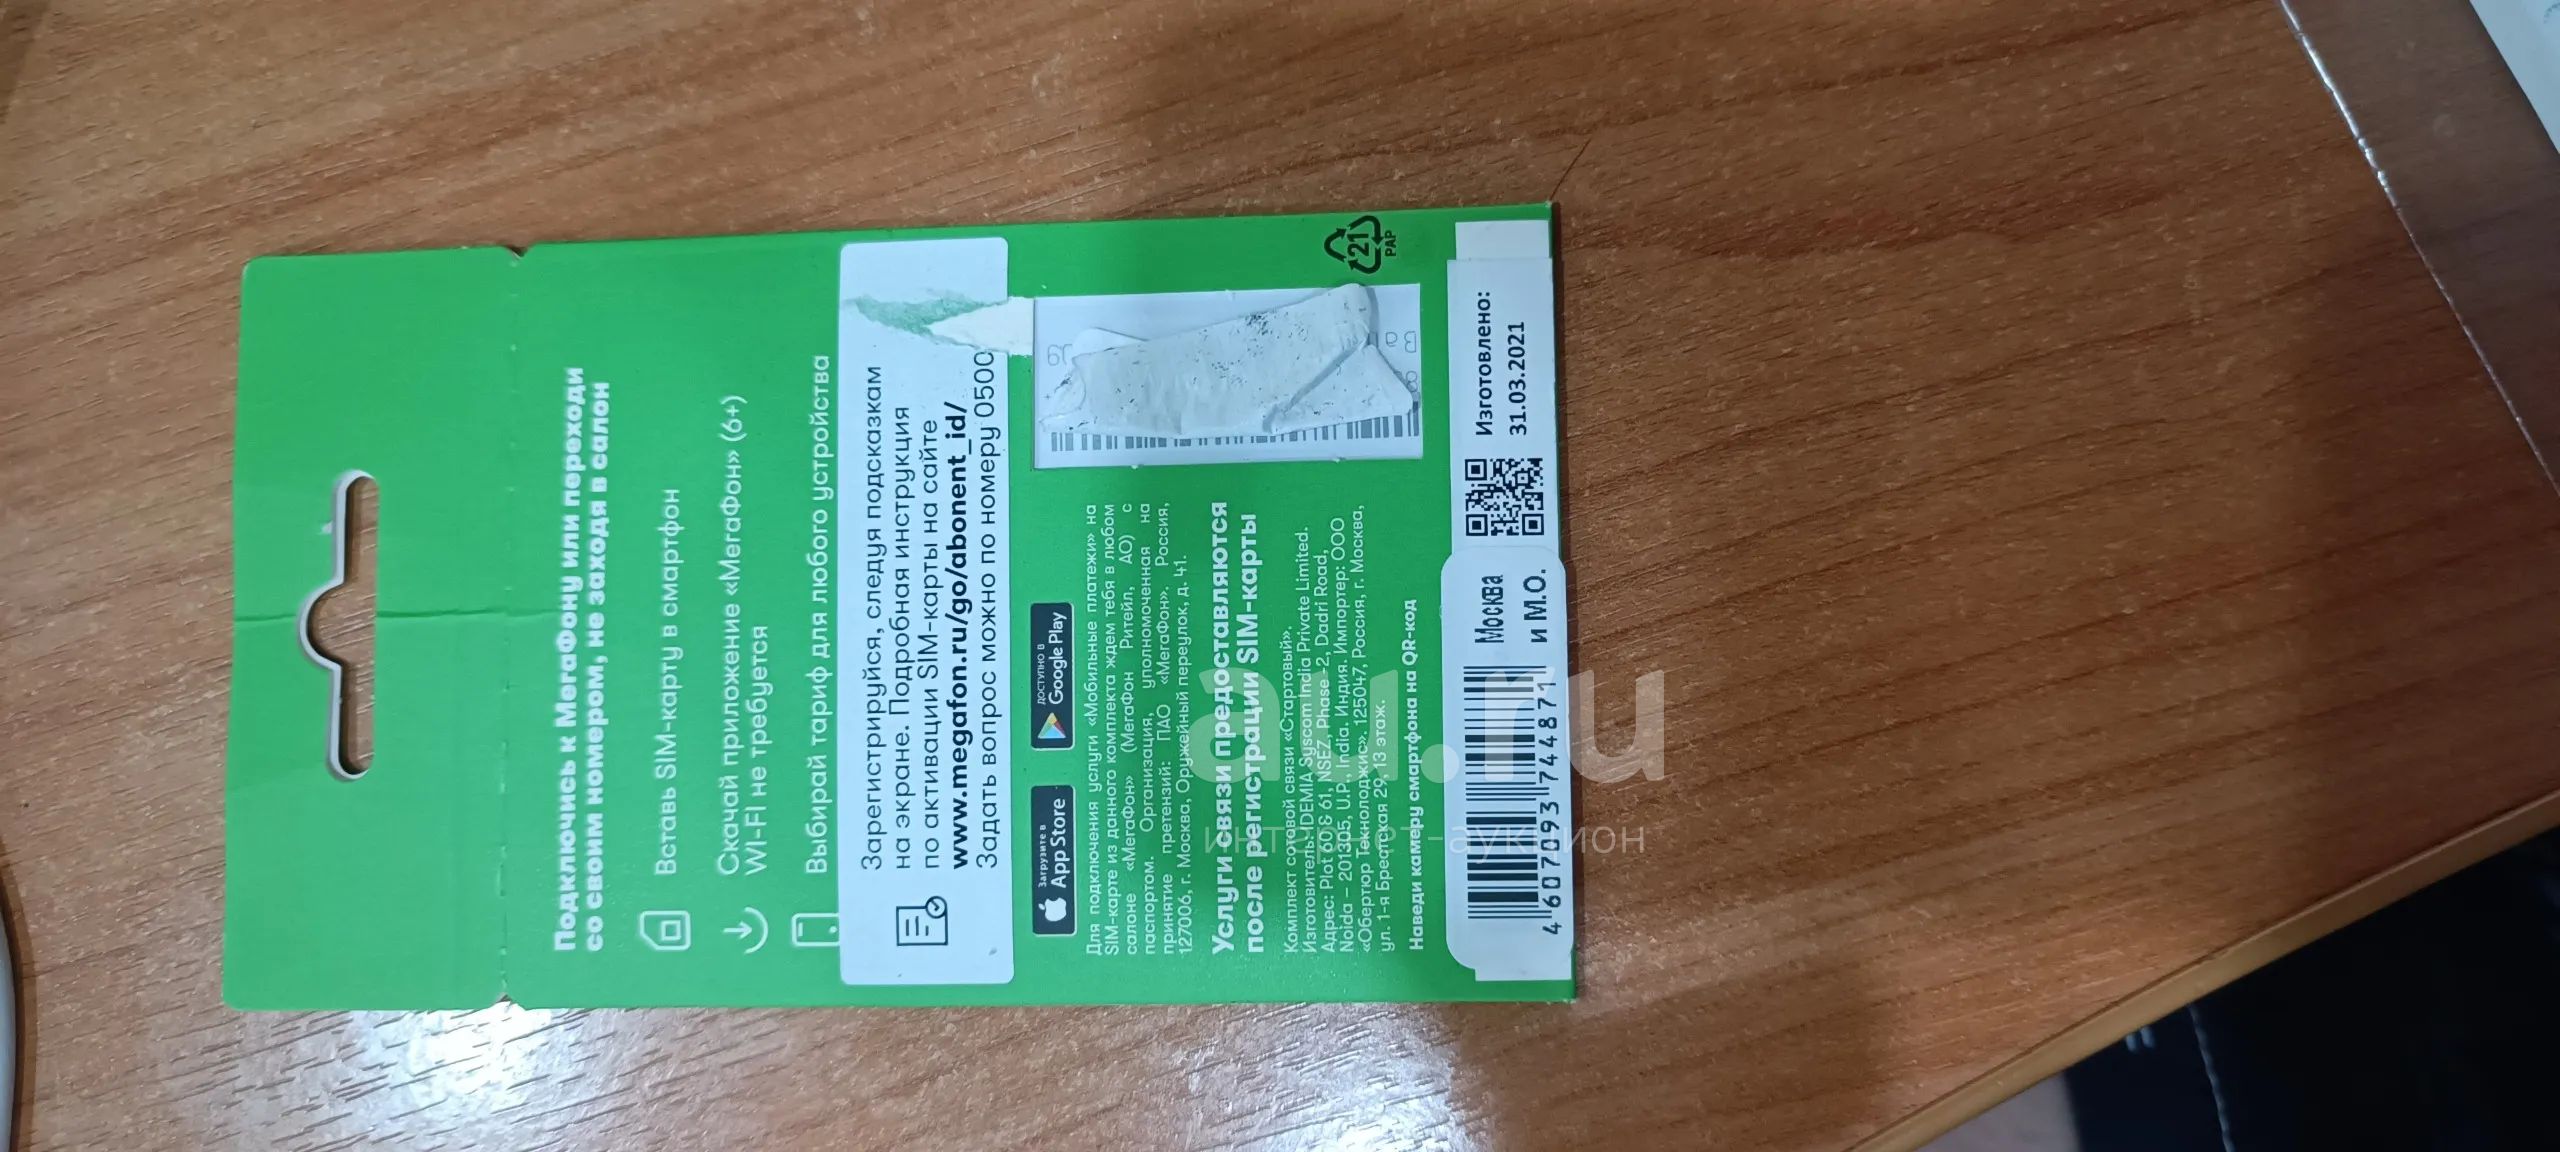 Подключись к МегаФону или переходи
со своим номером, не заходя в салон
Вставь SIM-карту в смартфон
Скачай приложение «МегаФон» (6+)
WI-FI не требуется
Выбирай тариф для любого устройства
Зарегистрируйся, следуя подсказкам
на экране. Подробная инструкция
по активации SIM-карты на сайте
www.megafon.ru/go/abonent_id/
Задать вопрос можно по номеру 0500
Загрузите в
App Store
ДОСТУПНО В
Google Play
Для подключения услуги «Мобильные платежи» на
SIM-карте из данного комплекта ждем тебя в любом
салоне «МегаФон» (МегаФон Ритейл, АО) с
паспортом. Организация, уполномоченная на
принятие претензий: ПАО «МегаФон», Россия,
127006, г. Москва, Оружейный переулок, д. 41.
Услуги связи предоставляются
после регистрации SIM-карты
Комплект сотовой связи «Стартовый».
Изготовитель: IDEMIA Syscom India Private Limited.
Адрес: Plot 60 & 61, NSEZ, Phase-2, Dadri Road,
Noida – 201305, U.P., India. Индия. Импортер: ООО
«Обертюр Технолоджис». 125047, Россия, г. Москва,
ул. 1-я Брестская 29, 13 этаж.
Наведи камеру смартфона на QR-код
21
PAP
Изготовлено:
31.03.2021
Москва
и М.О.
4 607093 744871
au.ru
интернет-аукцион